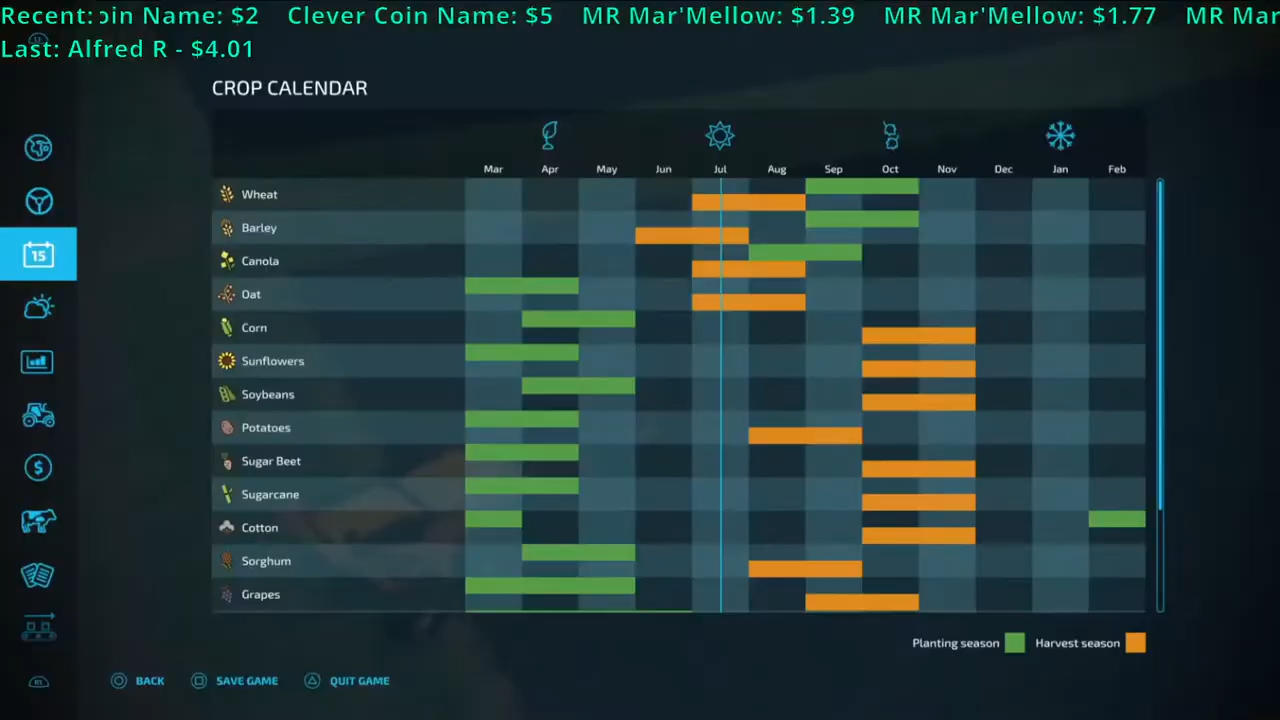 Recent: oin Name: $2 Clever Coin Name: $5 MR Mar'Mellow: $1.39 MR Mar'Mellow: $1.77 MR Mar
Last: Alfred R - $4.01
CROP CALENDAR
Mar Apr May Jun Jul Aug Sep Oct Nov Dec Jan Feb
Wheat
Barley
15
Canola
Oat
Corn
Sunflowers
Soybeans
Potatoes
Sugar Beet
$
Sugarcane
Cotton
Sorghum
Grapes
Planting season Harvest season
R1
BACK SAVE GAME QUIT GAME